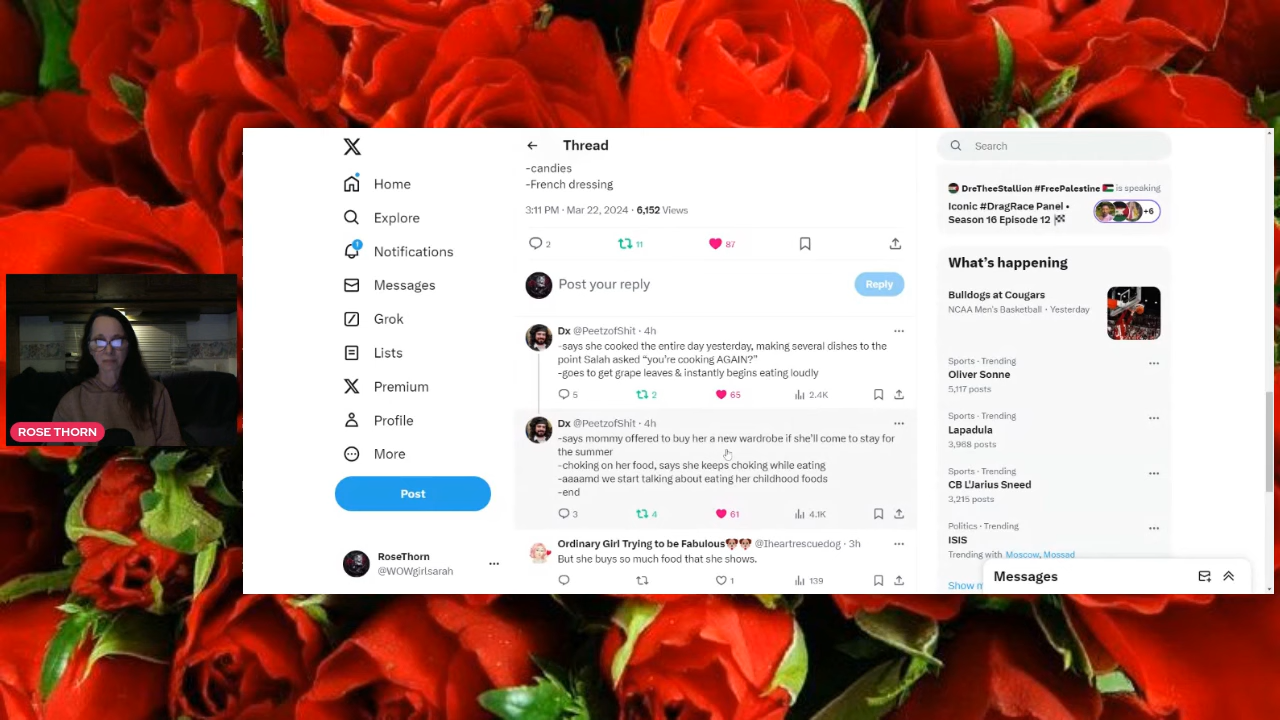 ROSE THORN
Home
Explore
1
Notifications
Messages
Grok
Lists
Premium
Profile
More
Post
RoseThorn
@WOWgirlsarah
Thread
-candies
-French dressing
3:11 PM · Mar 22, 2024 · 6,152 Views
2 11 87
Post your reply
Reply
Dx @PeetzofShit · 4h
-says she cooked the entire day yesterday, making several dishes to the
point Salah asked “you’re cooking AGAIN?”
-goes to get grape leaves & instantly begins eating loudly
5 2 65 2.4K
Dx @PeetzofShit · 4h
-says mommy offered to buy her a new wardrobe if she’ll come to stay for
the summer
-choking on her food, says she keeps choking while eating
-aaaamd we start talking about eating her childhood foods
-end
3 4 61 4.1K
Ordinary Girl Trying to be Fabulous @Iheartrescuedog · 3h
But she buys so much food that she shows.
1 139
Search
DreTheeStallion #FreePalestine is speaking
Iconic #DragRace Panel •
Season 16 Episode 12
+6
What’s happening
Bulldogs at Cougars
NCAA Men's Basketball · Yesterday
Sports · Trending
Oliver Sonne
5,117 posts
Sports · Trending
Lapadula
3,968 posts
Sports · Trending
CB L'Jarius Sneed
3,215 posts
Politics · Trending
ISIS
Trending with Moscow, Mossad
Show m
Messages